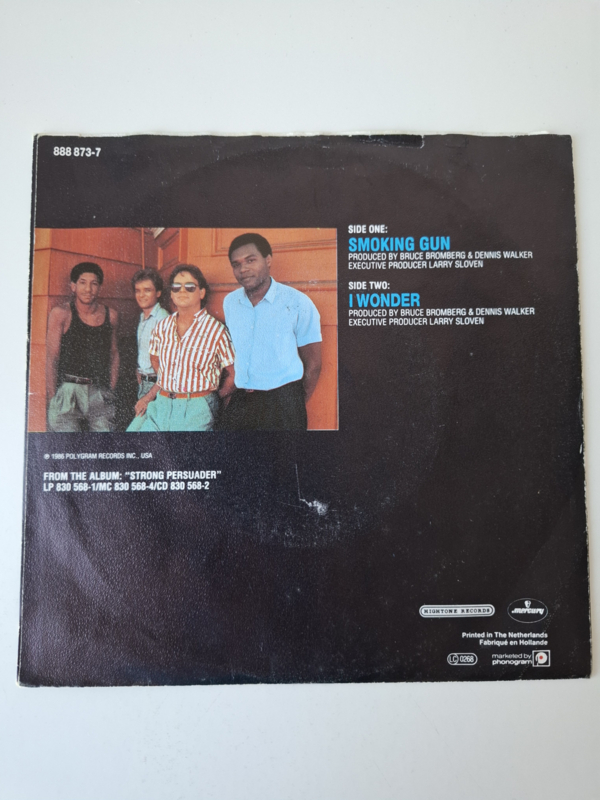 888 873-7
SIDE ONE:
SMOKING GUN
PRODUCED BY BRUCE BROMBERG & DENNIS WALKER
EXECUTIVE PRODUCER LARRY SLOVEN
SIDE TWO:
I WONDER
PRODUCED BY BRUCE BROMBERG & DENNIS WALKER
EXECUTIVE PRODUCER LARRY SLOVEN
℗ 1986 POLYGRAM RECORDS INC., USA
FROM THE ALBUM: "STRONG PERSUADER"
LP 830 568-1/MC 830 568-4/CD 830 568-2
HIGHTONE RECORDS
mercury
Printed in The Netherlands
Fabriqué en Hollande
LC 0268
marketed by
phonogram